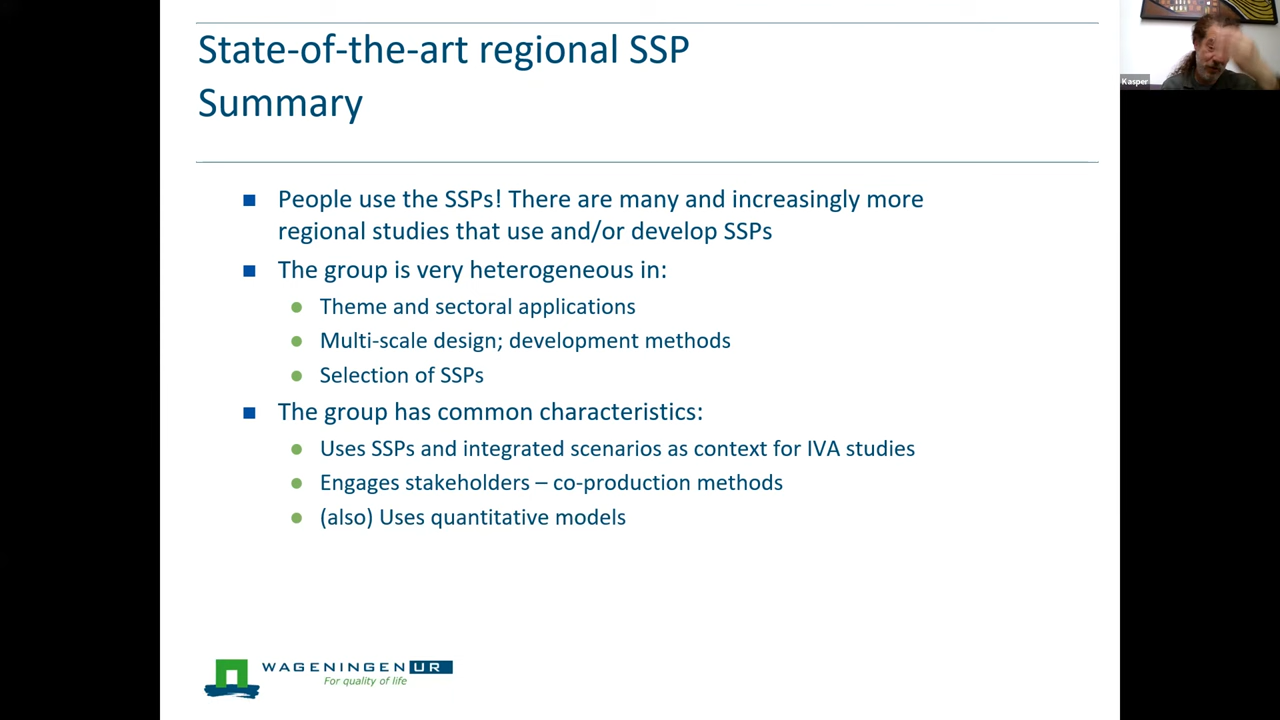 State-of-the-art regional SSP
Summary
People use the SSPs! There are many and increasingly more
regional studies that use and/or develop SSPs
The group is very heterogeneous in:
Theme and sectoral applications
Multi-scale design; development methods
Selection of SSPs
The group has common characteristics:
Uses SSPs and integrated scenarios as context for IVA studies
Engages stakeholders – co-production methods
(also) Uses quantitative models
WAGENINGEN UR
For quality of life
Kasper